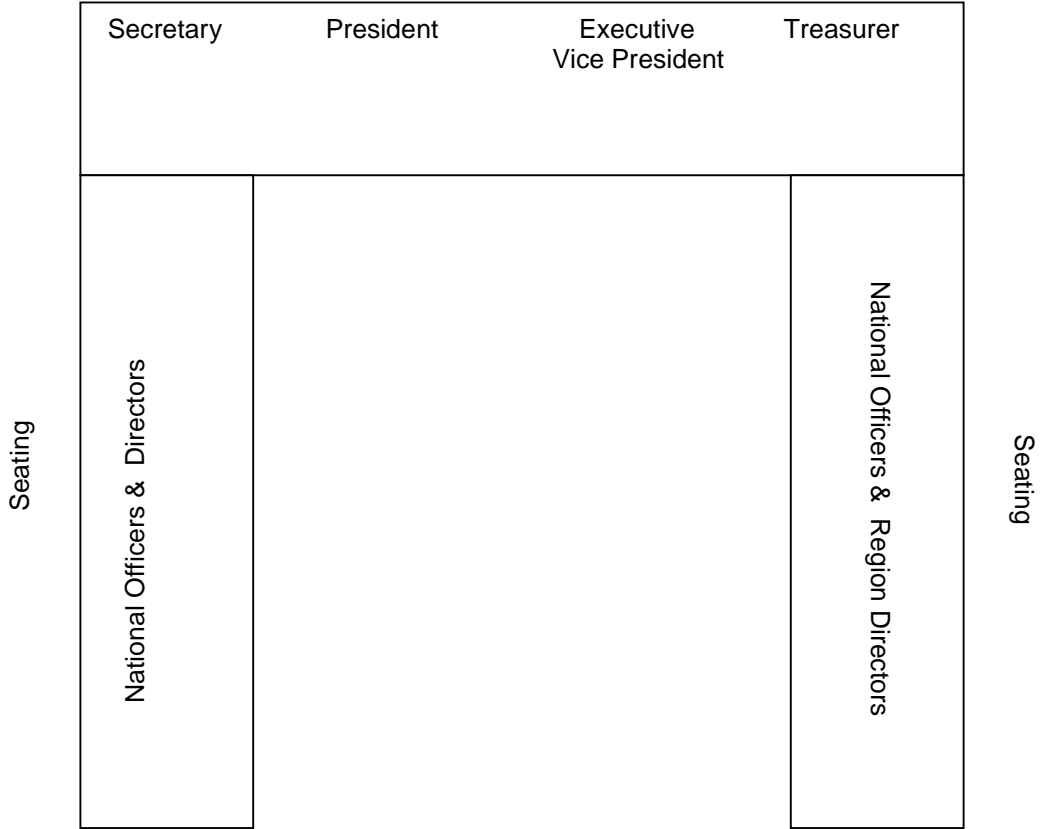 Secretary President Executive Treasurer
Vice President
Seating
National Officers & Directors
National Officers & Region Directors
Seating